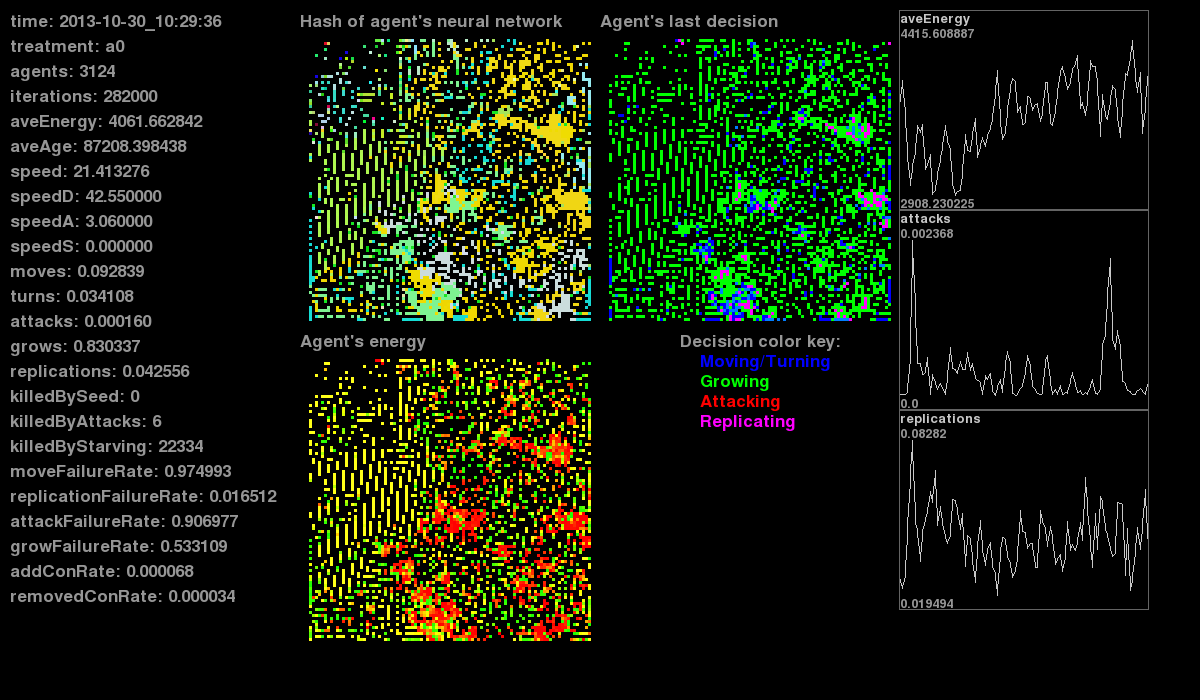 time: 2013-10-30_10:29:36
treatment: a0
agents: 3124
iterations: 282000
aveEnergy: 4061.662842
aveAge: 87208.398438
speed: 21.413276
speedD: 42.550000
speedA: 3.060000
speedS: 0.000000
moves: 0.092839
turns: 0.034108
attacks: 0.000160
grows: 0.830337
replications: 0.042556
killedBySeed: 0
killedByAttacks: 6
killedByStarving: 22334
moveFailureRate: 0.974993
replicationFailureRate: 0.016512
attackFailureRate: 0.906977
growFailureRate: 0.533109
addConRate: 0.000068
removedConRate: 0.000034
Hash of agent's neural network
Agent's last decision
Agent's energy
Decision color key:
Moving/Turning
Growing
Attacking
Replicating
aveEnergy
4415.608887
2908.230225
attacks
0.002368
0.0
replications
0.08282
0.019494